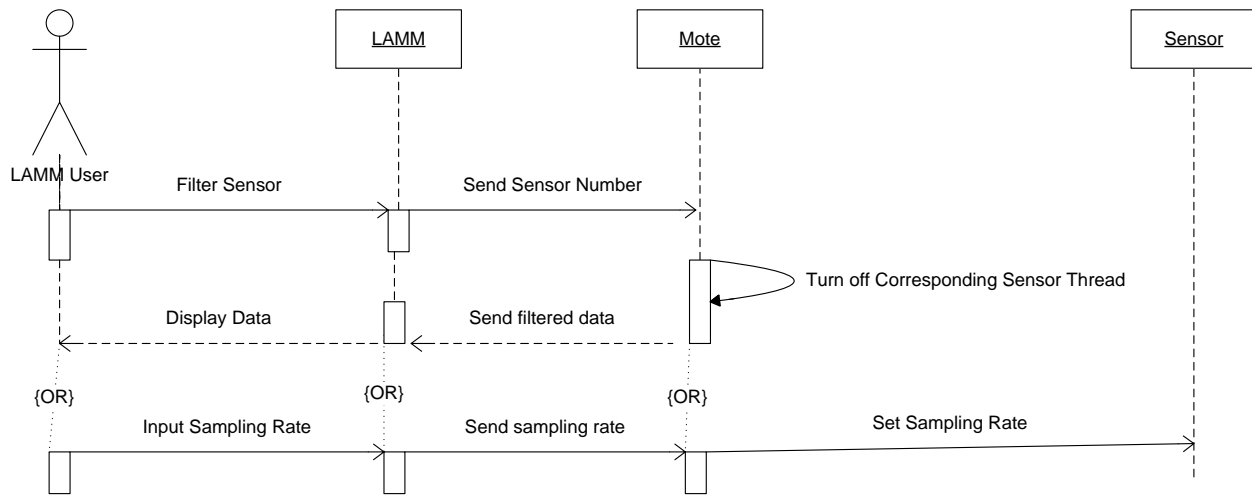 LAMM
Mote
Sensor
LAMM User
Filter Sensor
Send Sensor Number
Turn off Corresponding Sensor Thread
Display Data
Send filtered data
{OR}
{OR}
{OR}
Input Sampling Rate
Send sampling rate
Set Sampling Rate